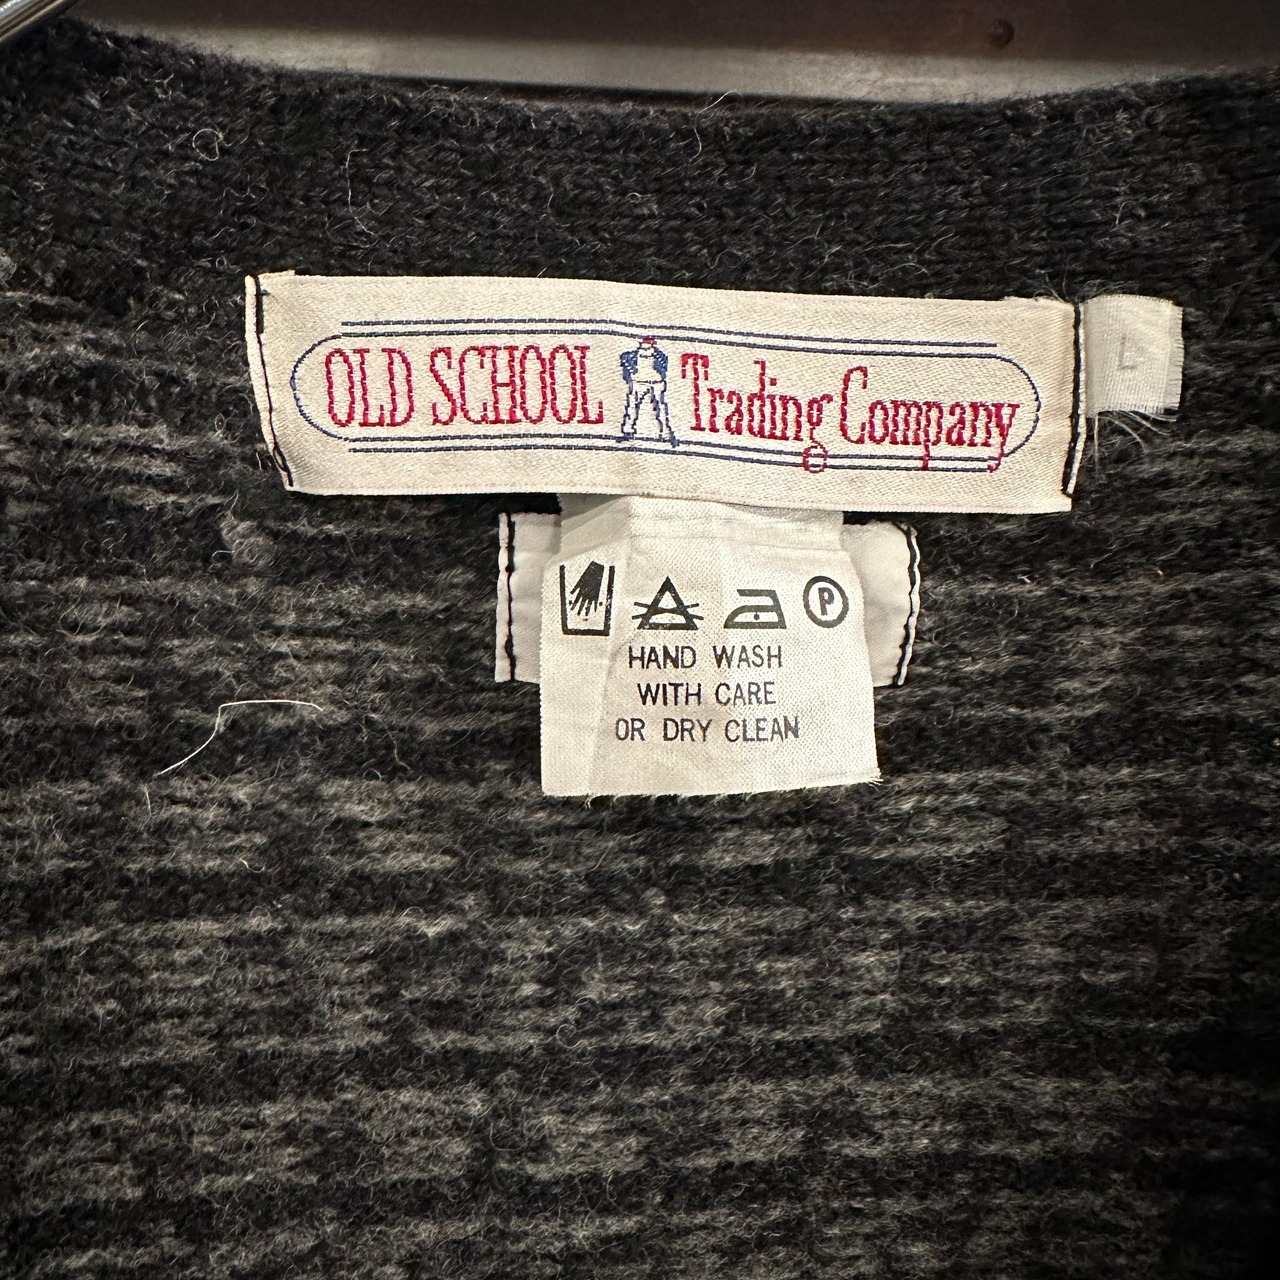 OLD SCHOOL Trading Company
L
P
HAND WASH
WITH CARE
OR DRY CLEAN